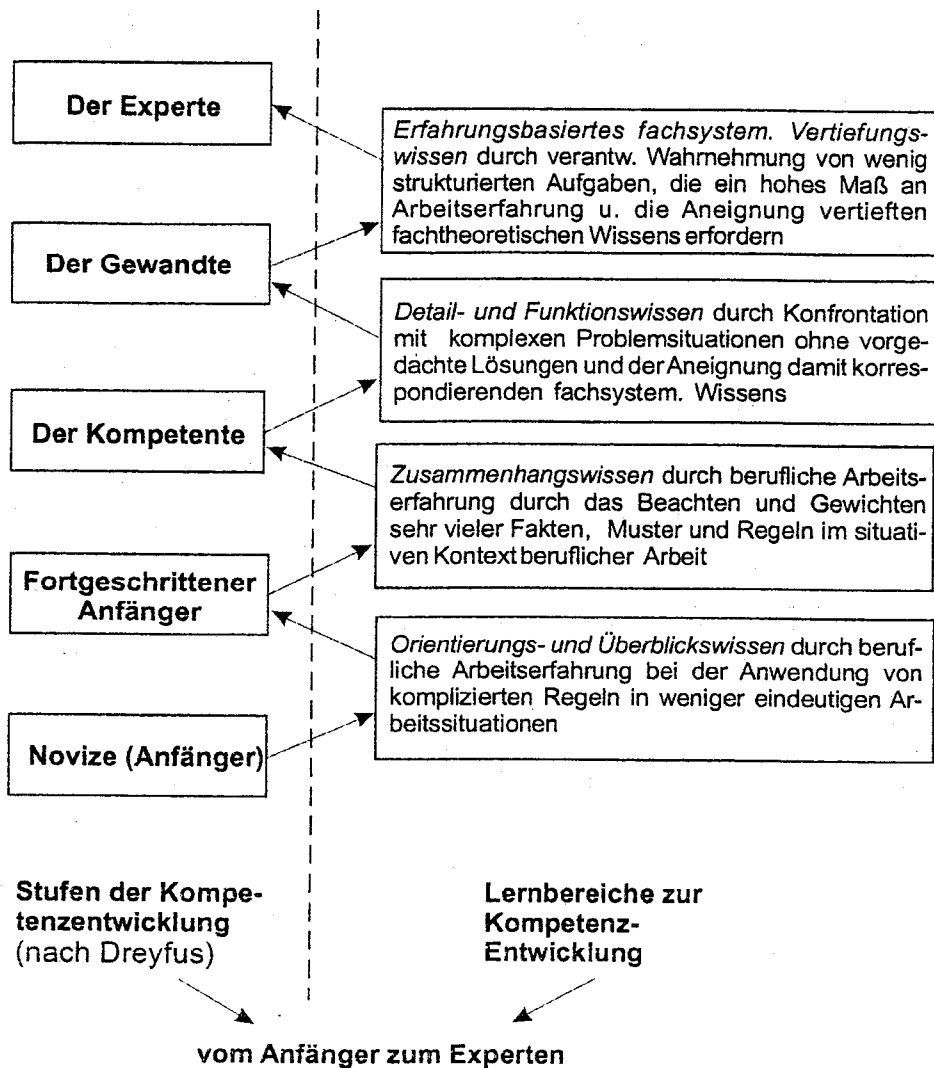 Der Experte
Erfahrungsbasiertes fachsystem. Vertiefungs-
wissen durch verantw. Wahrnehmung von wenig
strukturierten Aufgaben, die ein hohes Maß an
Arbeitserfahrung u. die Aneignung vertieften
fachtheoretischen Wissens erfordern
Der Gewandte
Detail- und Funktionswissen durch Konfrontation
mit komplexen Problemsituationen ohne vorge-
dachte Lösungen und der Aneignung damit korres-
pondierenden fachsystem. Wissens
Der Kompetente
Zusammenhangswissen durch berufliche Arbeits-
erfahrung durch das Beachten und Gewichten
sehr vieler Fakten, Muster und Regeln im situati-
ven Kontext beruflicher Arbeit
Fortgeschrittener
Anfänger
Orientierungs- und Überblickswissen durch beruf-
liche Arbeitserfahrung bei der Anwendung von
komplizierten Regeln in weniger eindeutigen Ar-
beitssituationen
Novize (Anfänger)
Stufen der Kompe-
tenzentwicklung
(nach Dreyfus)
Lernbereiche zur
Kompetenz-
Entwicklung
vom Anfänger zum Experten